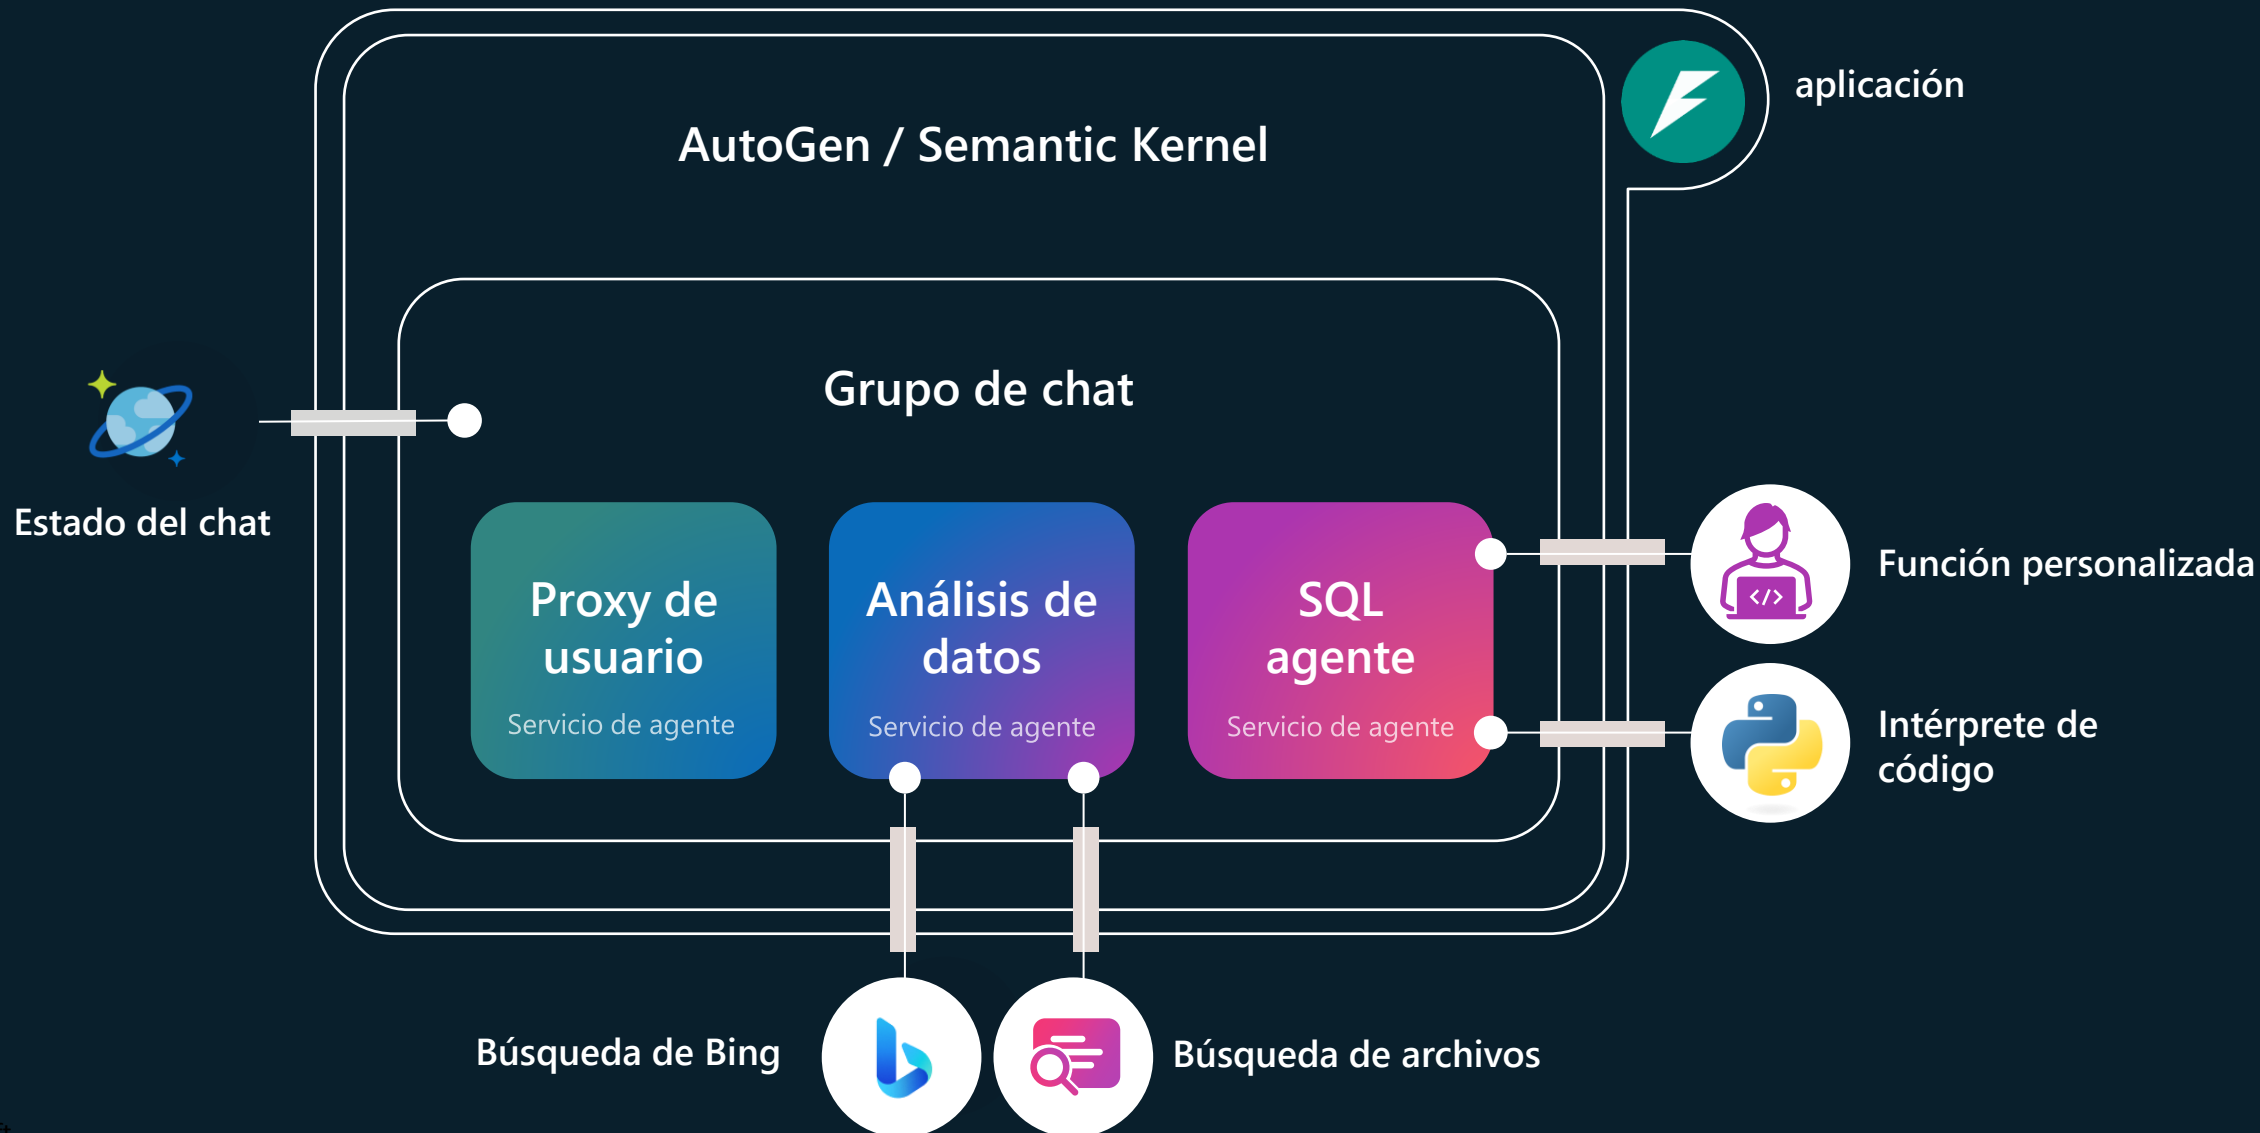 aplicación
AutoGen / Semantic Kernel
Grupo de chat
Estado del chat
Proxy de
usuario
Servicio de agente
Análisis de
datos
Servicio de agente
SQL
agente
Servicio de agente
Función personalizada
</>
Intérprete de
código
Búsqueda de Bing
Búsqueda de archivos